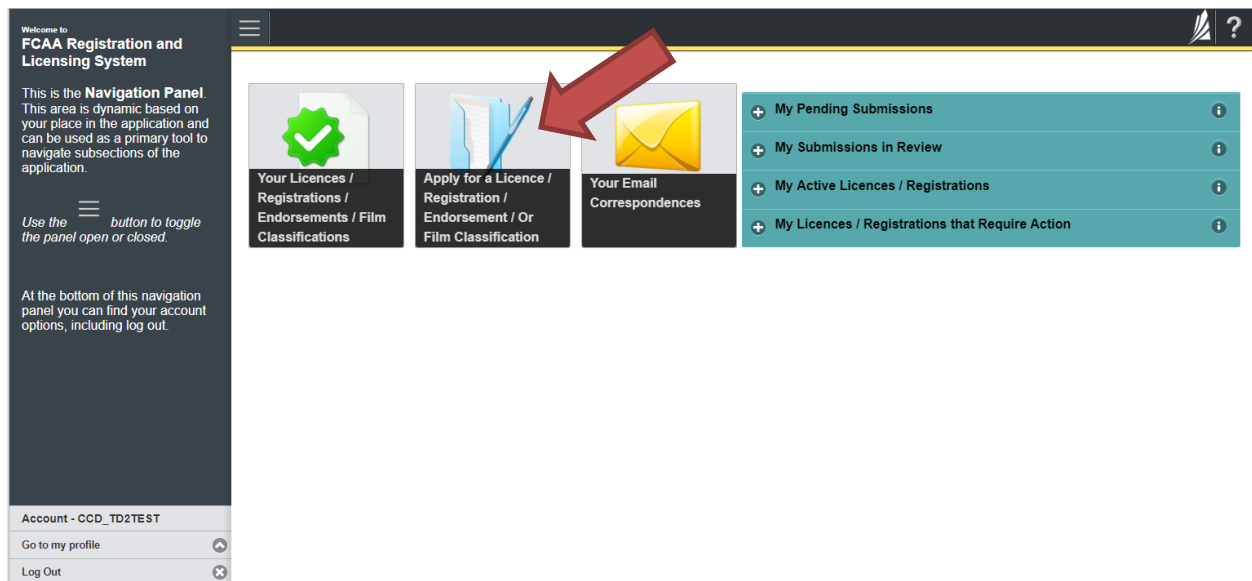 Welcome to
FCAA Registration and
Licensing System
This is the Navigation Panel.
This area is dynamic based on
your place in the application and
can be used as a primary tool to
navigate subsections of the
application.
Use the button to toggle
the panel open or closed.
At the bottom of this navigation
panel you can find your account
options, including log out.
Account - CCD_TD2TEST
Go to my profile
Log Out
?
Your Licences /
Registrations /
Endorsements / Film
Classifications
Apply for a Licence /
Registration /
Endorsement / Or
Film Classification
Your Email
Correspondences
My Pending Submissions
My Submissions in Review
My Active Licences / Registrations
My Licences / Registrations that Require Action